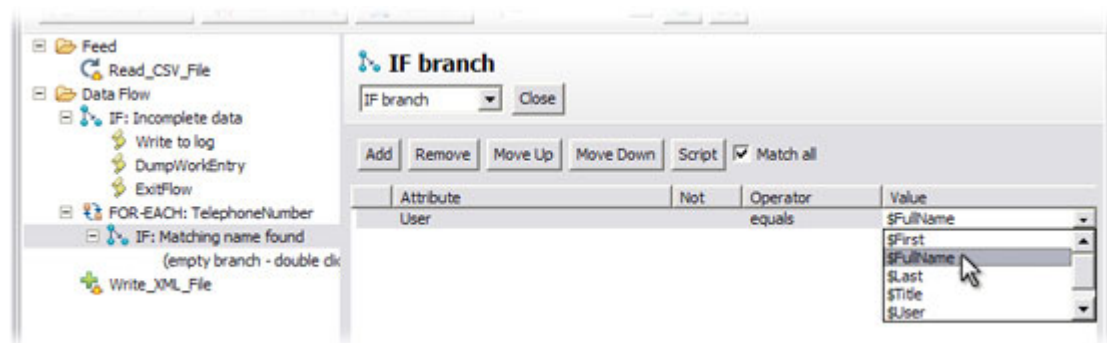 Feed
Read_CSV_File
Data Flow
IF: Incomplete data
Write to log
DumpWorkEntry
ExitFlow
FOR-EACH: TelephoneNumber
IF: Matching name found
(empty branch - double clic
Write_XML_File
IF branch
IF branch Close
Add Remove Move Up Move Down Script Match all
Attribute Not Operator Value
User equals $FullName
$First
$FullName
$Last
$Title
$User